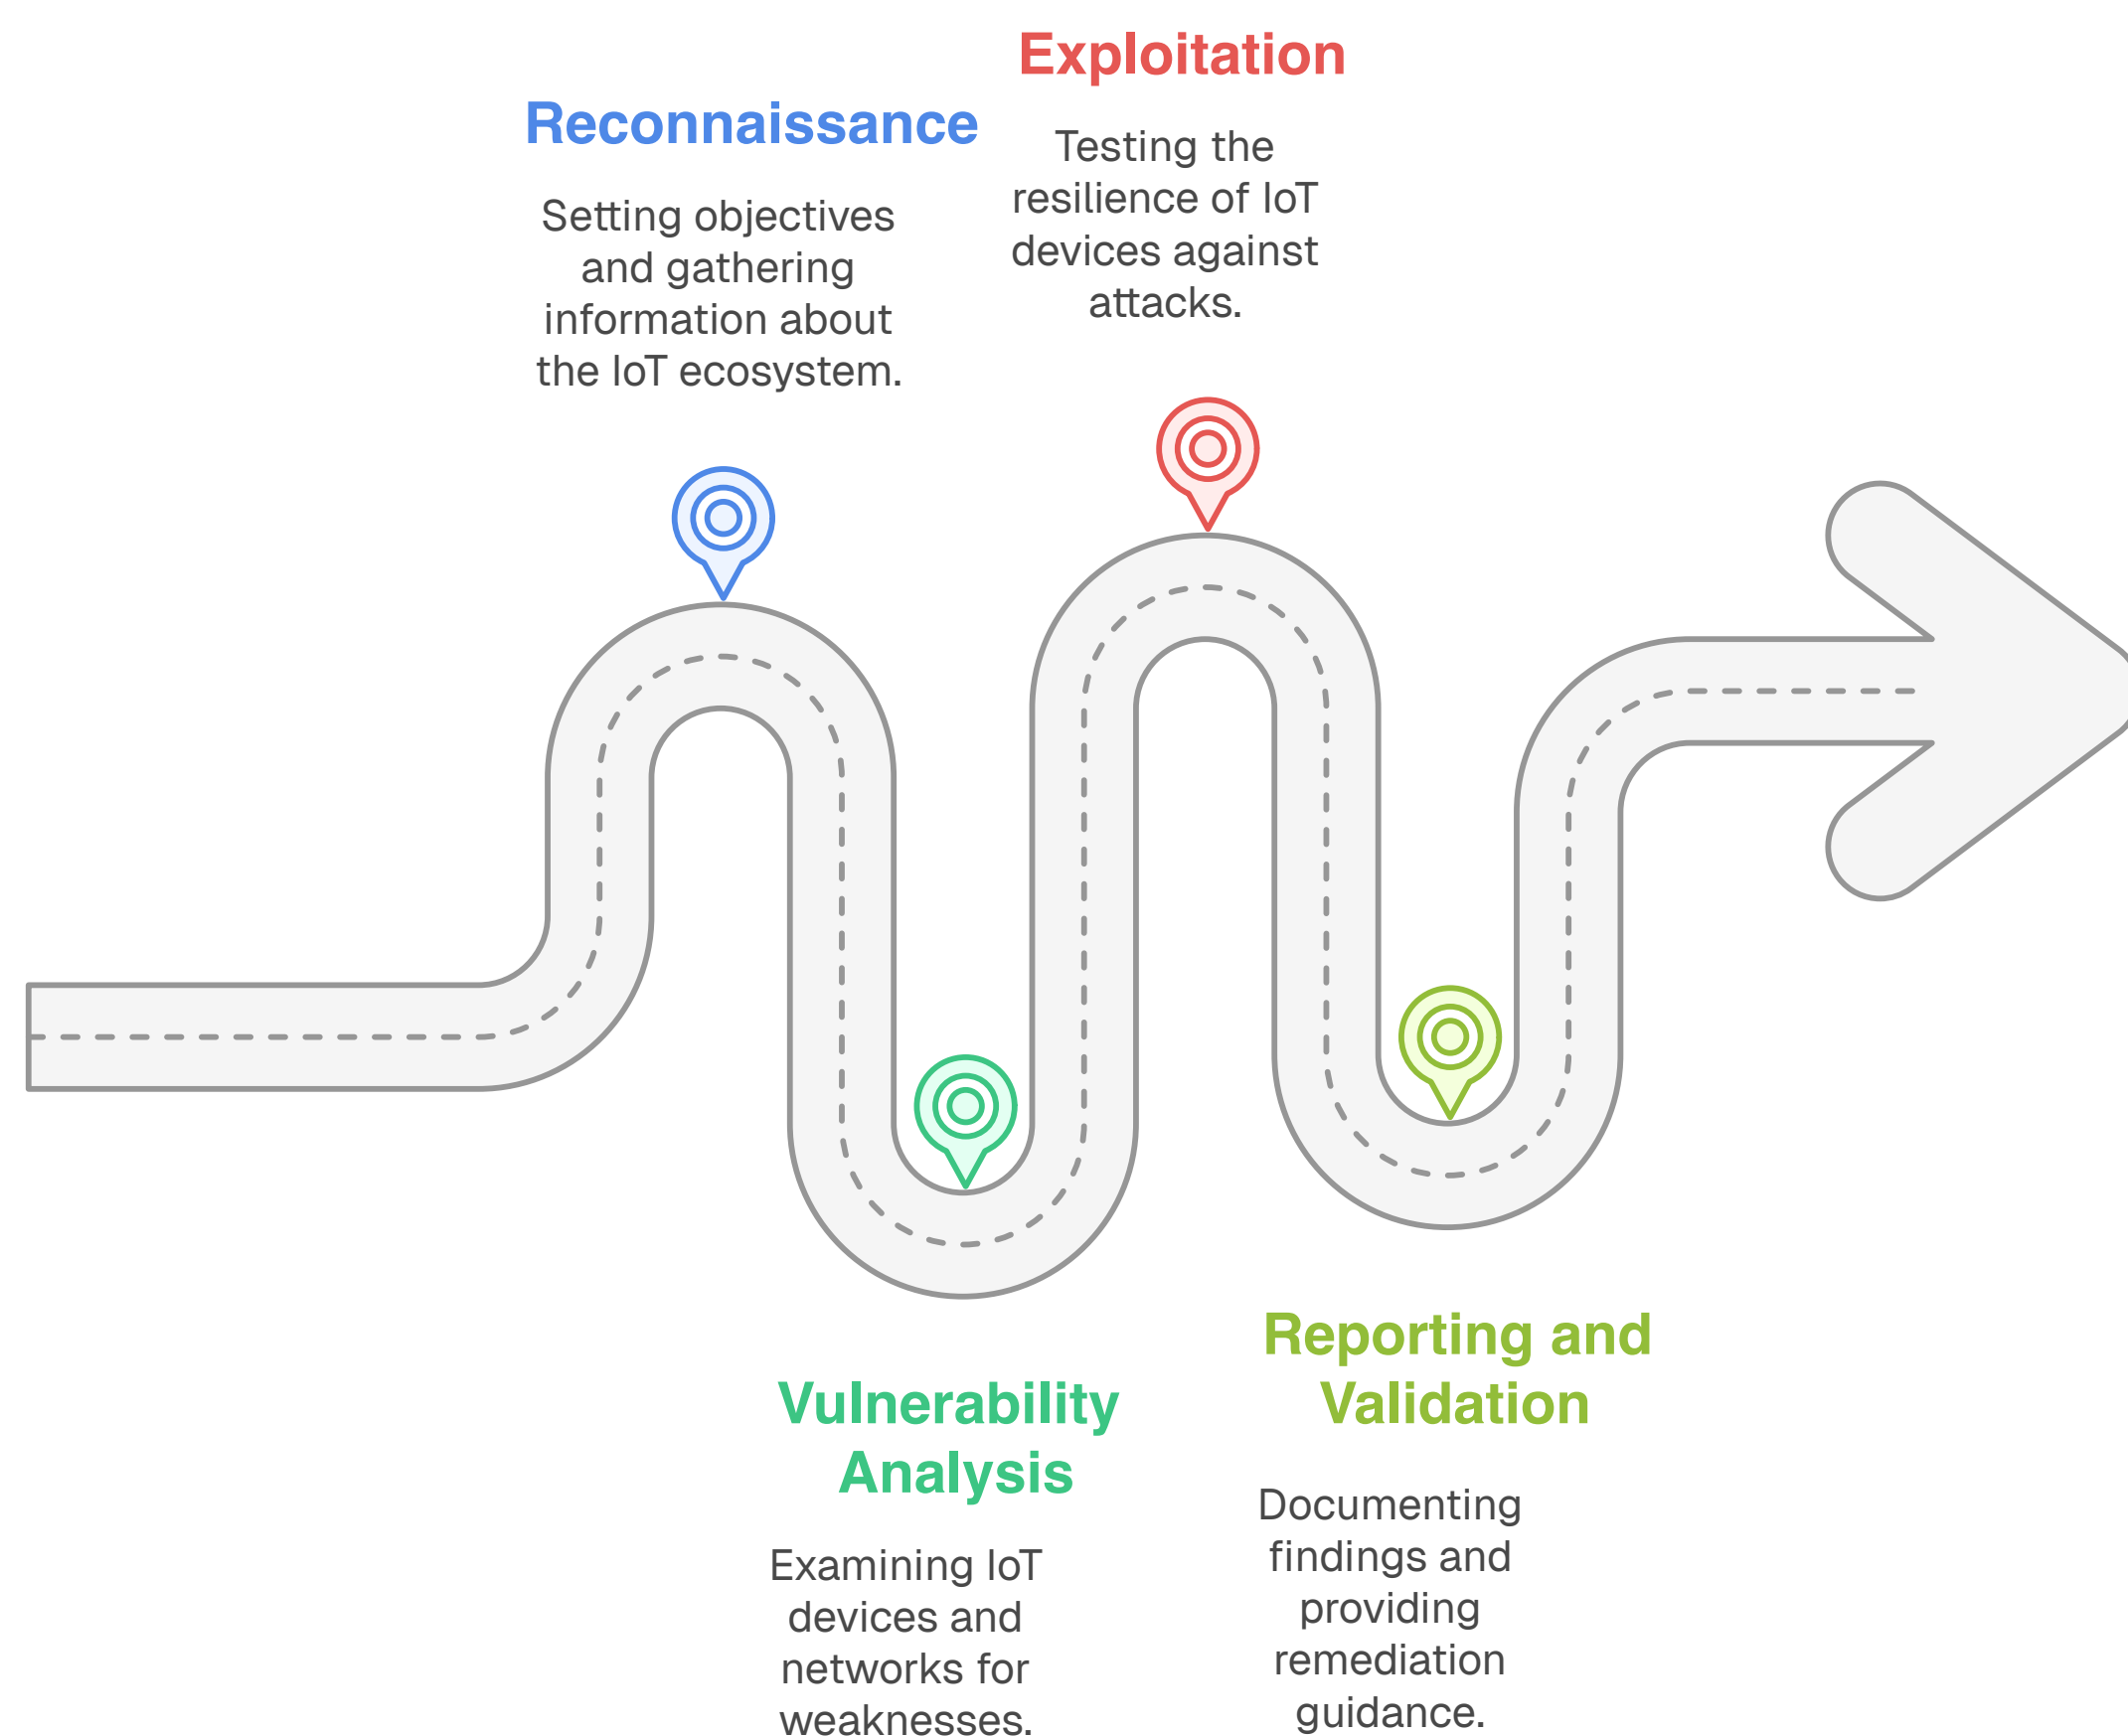 Reconnaissance
Setting objectives
and gathering
information about
the IoT ecosystem.
Exploitation
Testing the
resilience of IoT
devices against
attacks.
Vulnerability
Analysis
Examining IoT
devices and
networks for
weaknesses.
Reporting and
Validation
Documenting
findings and
providing
remediation
guidance.